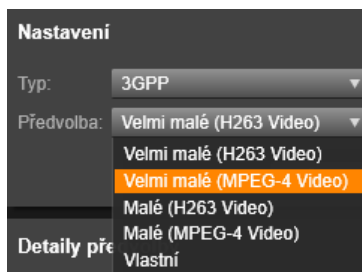 Nastavení
Typ: 3GPP
Předvolba: Velmi malé (H263 Video)
Velmi malé (H263 Video)
Velmi malé (MPEG-4 Video)
Malé (H263 Video)
Malé (MPEG-4 Video)
Detaily
Vlastní